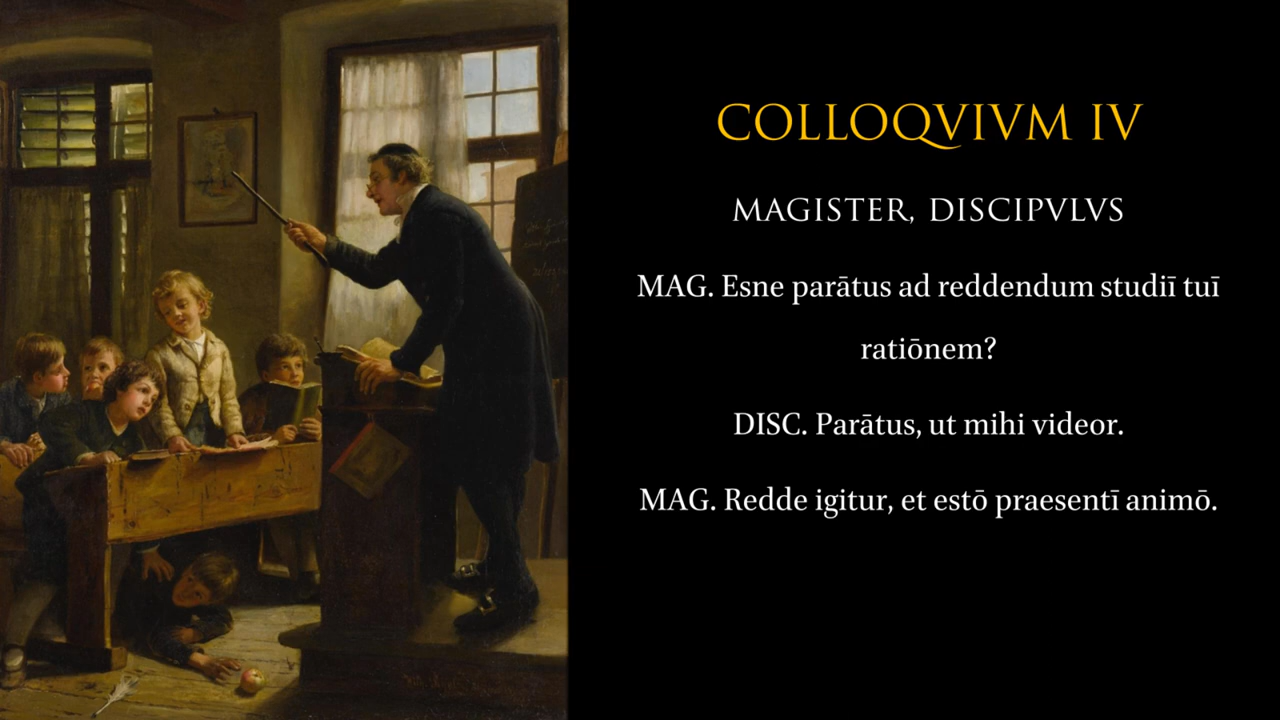 COLLOQVIVM IV
MAGISTER, DISCIPVLVS
MAG. Esne parātus ad reddendum studiī tuī
ratiōnem?
DISC. Parātus, ut mihi videor.
MAG. Redde igitur, et estō praesentī animō.